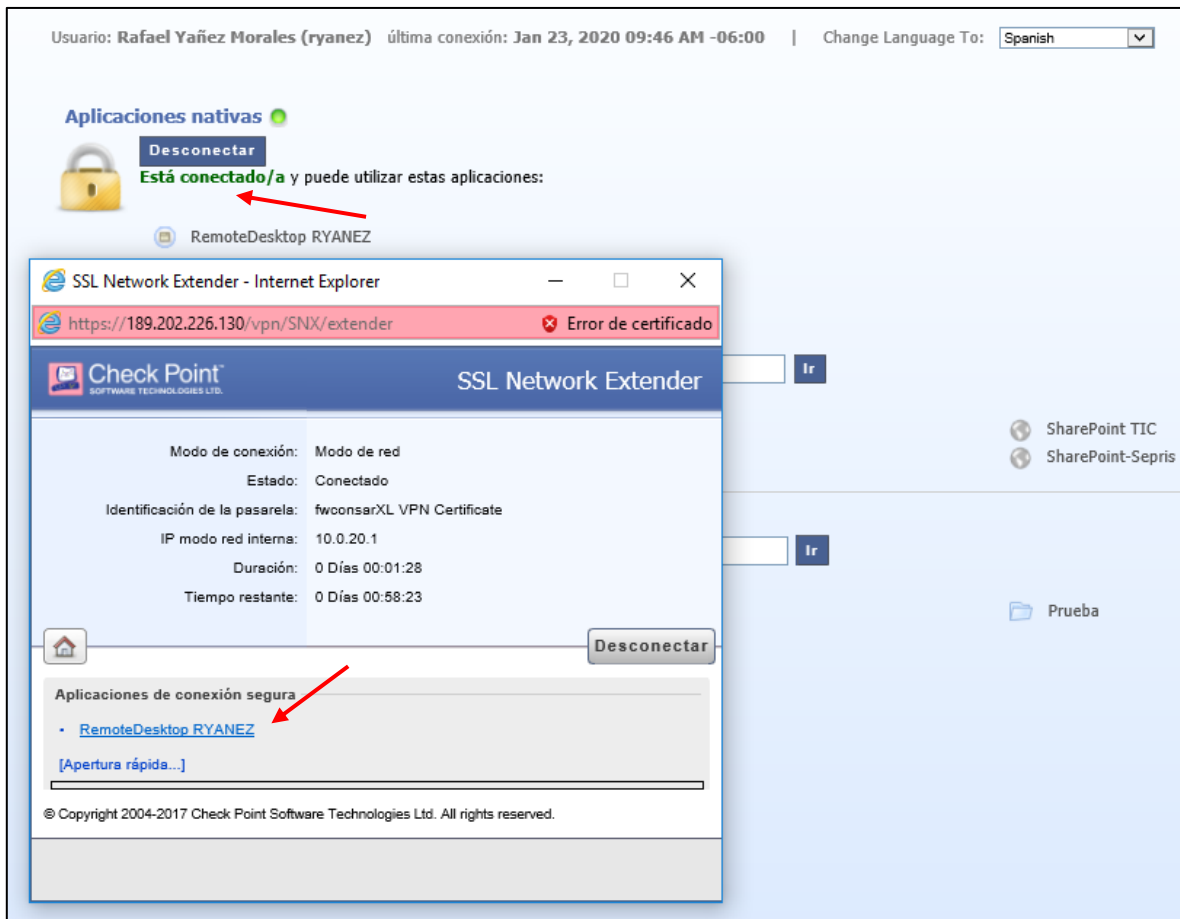 Usuario: Rafael Yañez Morales (ryanez) última conexión: Jan 23, 2020 09:46 AM -06:00 | Change Language To: Spanish
Aplicaciones nativas
Desconectar
Está conectado/a y puede utilizar estas aplicaciones:
RemoteDesktop RYANEZ
SSL Network Extender - Internet Explorer
https://189.202.226.130/vpn/SNX/extender Error de certificado
Check Point
SOFTWARE TECHNOLOGIES LTD.
SSL Network Extender
Ir
Modo de conexión: Modo de red
Estado: Conectado
Identificación de la pasarela: fwconsarXL VPN Certificate
IP modo red interna: 10.0.20.1
Duración: 0 Días 00:01:28
Tiempo restante: 0 Días 00:58:23
SharePoint TIC
SharePoint-Sepris
Ir
Prueba
Desconectar
Aplicaciones de conexión segura
• RemoteDesktop RYANEZ
[Apertura rápida...]
© Copyright 2004-2017 Check Point Software Technologies Ltd. All rights reserved.